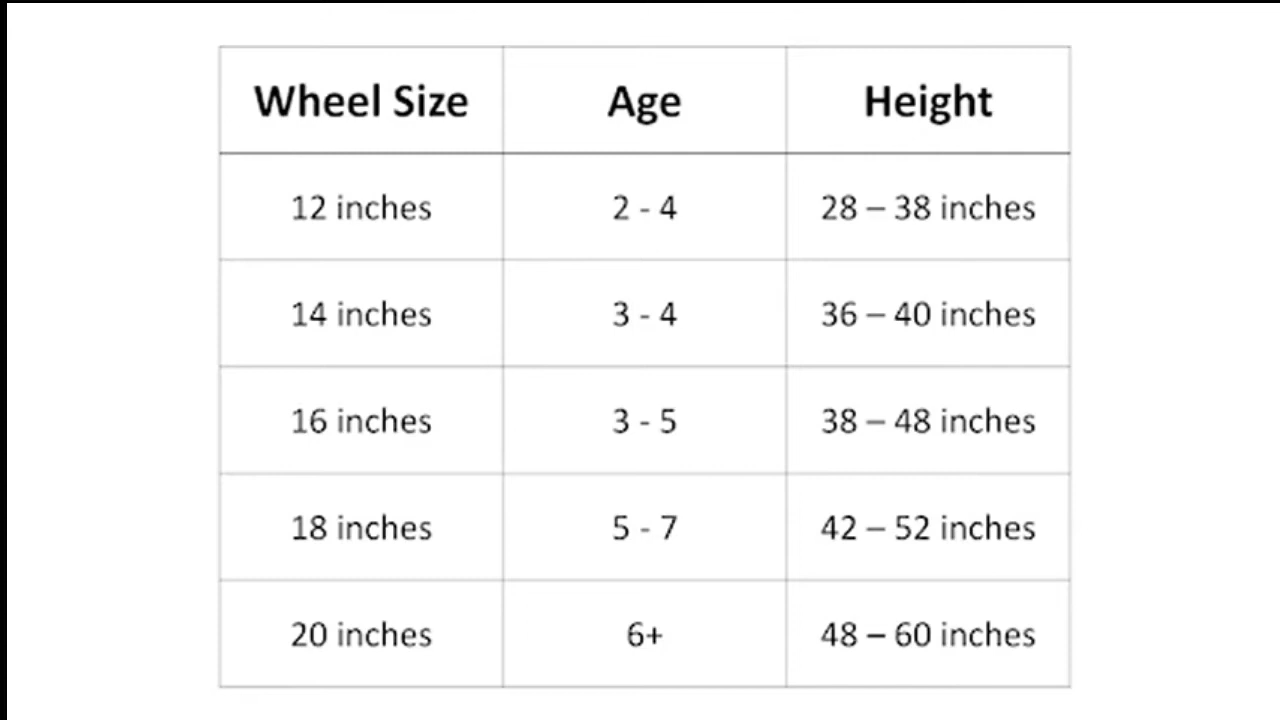 Wheel Size Age Height
12 inches 2 - 4 28 – 38 inches
14 inches 3 - 4 36 – 40 inches
16 inches 3 - 5 38 – 48 inches
18 inches 5 - 7 42 – 52 inches
20 inches 6+ 48 – 60 inches